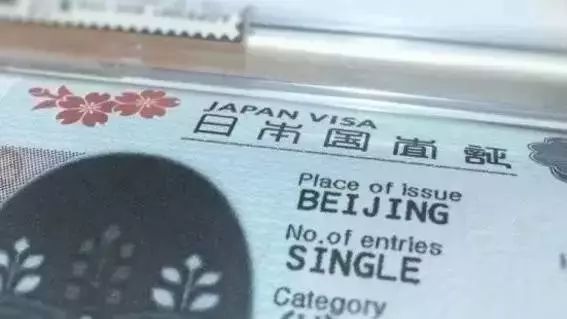 JAPAN VISA
日本国査証
Place of issue
BEIJING
No. of entries
SINGLE
Category